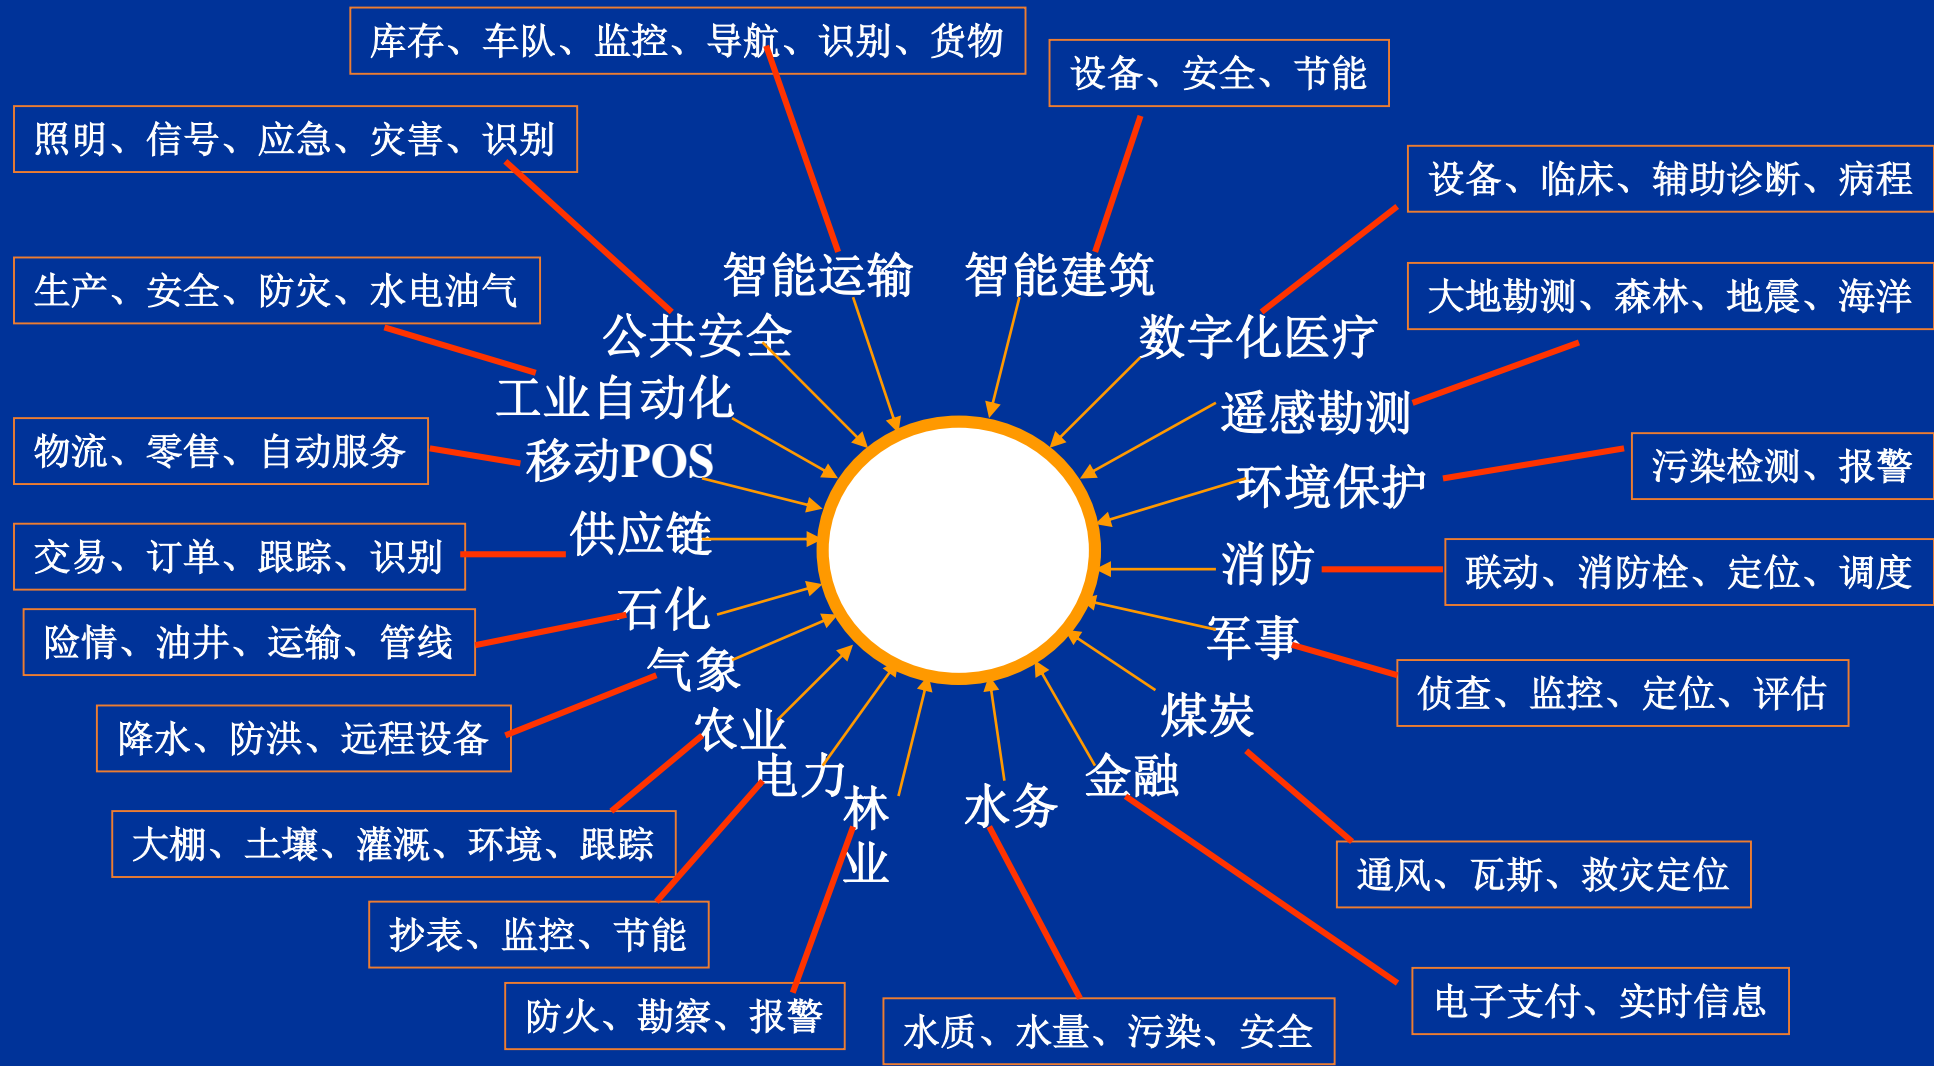 库存、车队、监控、导航、识别、货物
设备、安全、节能
照明、信号、应急、灾害、识别
设备、临床、辅助诊断、病程
智能运输
智能建筑
生产、安全、防灾、水电油气
大地勘测、森林、地震、海洋
公共安全
数字化医疗
工业自动化
遥感勘测
物流、零售、自动服务
移动POS
环境保护
污染检测、报警
交易、订单、跟踪、识别
供应链
消防
联动、消防栓、定位、调度
险情、油井、运输、管线
石化
军事
气象
侦查、监控、定位、评估
降水、防洪、远程设备
农业
煤炭
电力
金融
林
业
水务
大棚、土壤、灌溉、环境、跟踪
通风、瓦斯、救灾定位
抄表、监控、节能
电子支付、实时信息
防火、勘察、报警
水质、水量、污染、安全